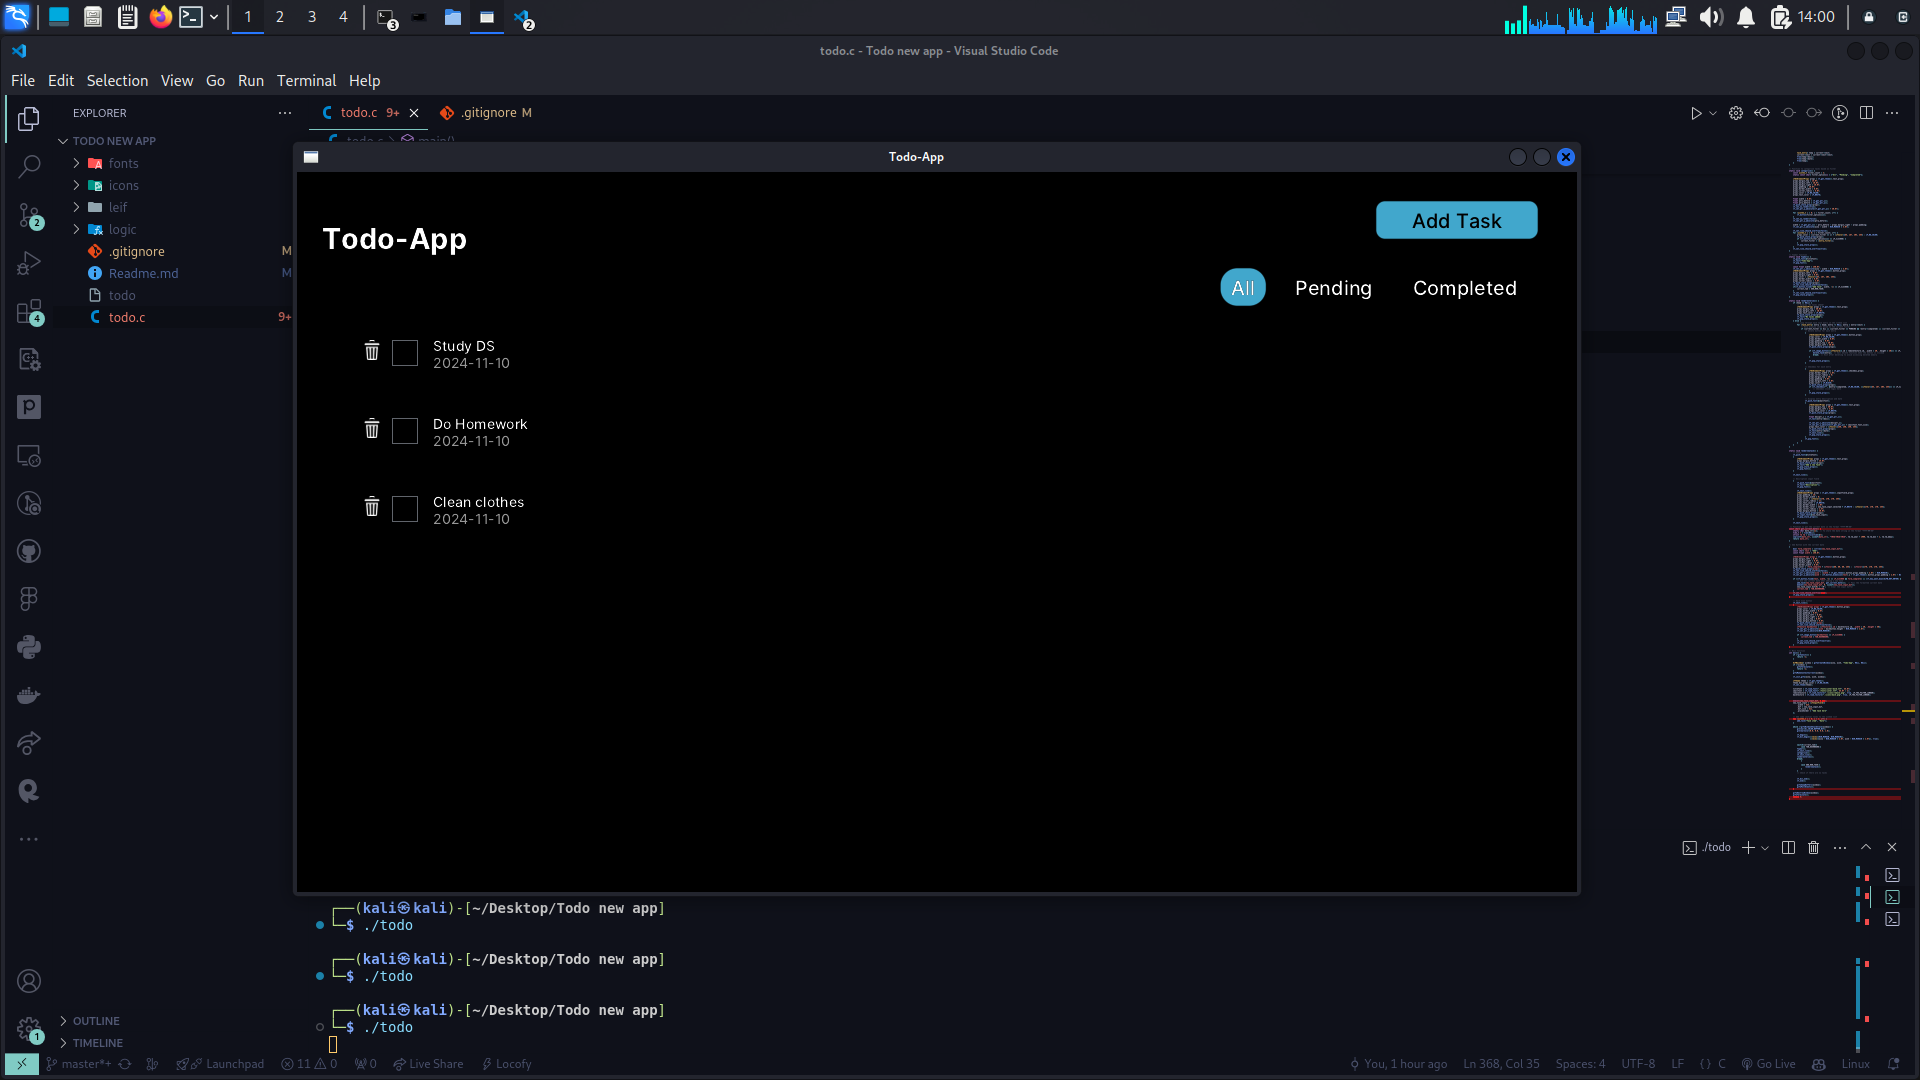 1 2 3 4
3
2
14:00
todo.c - Todo new app - Visual Studio Code
File Edit Selection View Go Run Terminal Help
EXPLORER
todo.c 9+
.gitignore M
TODO NEW APP
fonts
icons
leif
logic
.gitignore M
Readme.md M
todo
todo.c 9+
2
4
Todo-App
Todo-App
Add Task
All Pending Completed
Study DS
2024-11-10
Do Homework
2024-11-10
Clean clothes
2024-11-10
./todo
┌──(kali㉿kali)-[~/Desktop/Todo new app]
└─$ ./todo
┌──(kali㉿kali)-[~/Desktop/Todo new app]
└─$ ./todo
┌──(kali㉿kali)-[~/Desktop/Todo new app]
└─$ ./todo
OUTLINE
TIMELINE
1
master*+ Launchpad 11 0 0 Live Share Locofy You, 1 hour ago Ln 368, Col 35 Spaces: 4 UTF-8 LF {} C Go Live Linux